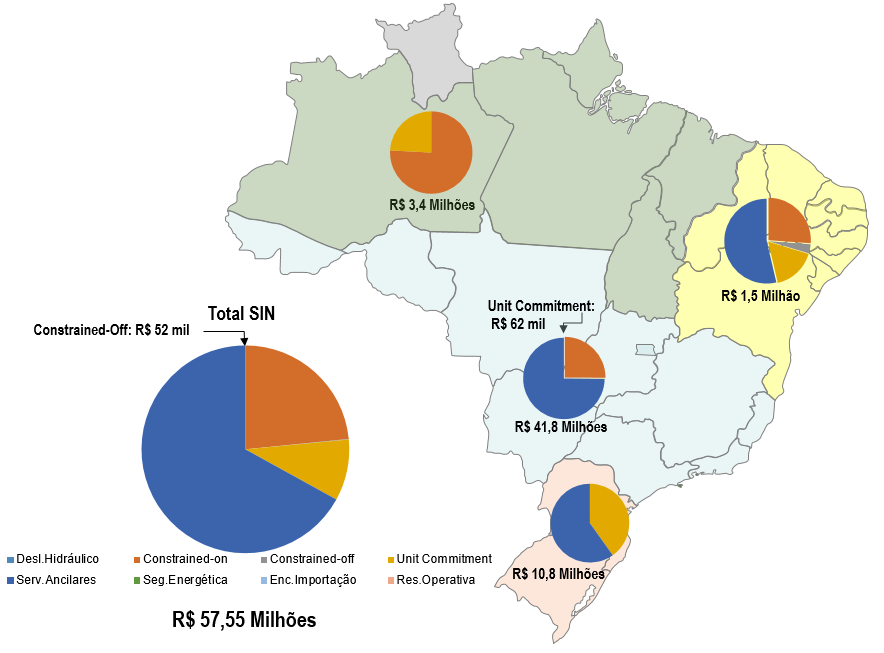 R$ 3,4 Milhões
R$ 1,5 Milhão
Total SIN
Constrained-Off: R$ 52 mil
Unit Commitment:
R$ 62 mil
R$ 41,8 Milhões
R$ 10,8 Milhões
Desl.Hidráulico Constrained-on Constrained-off Unit Commitment
Serv.Ancilares Seg.Energética Enc.Importação Res.Operativa
R$ 57,55 Milhões